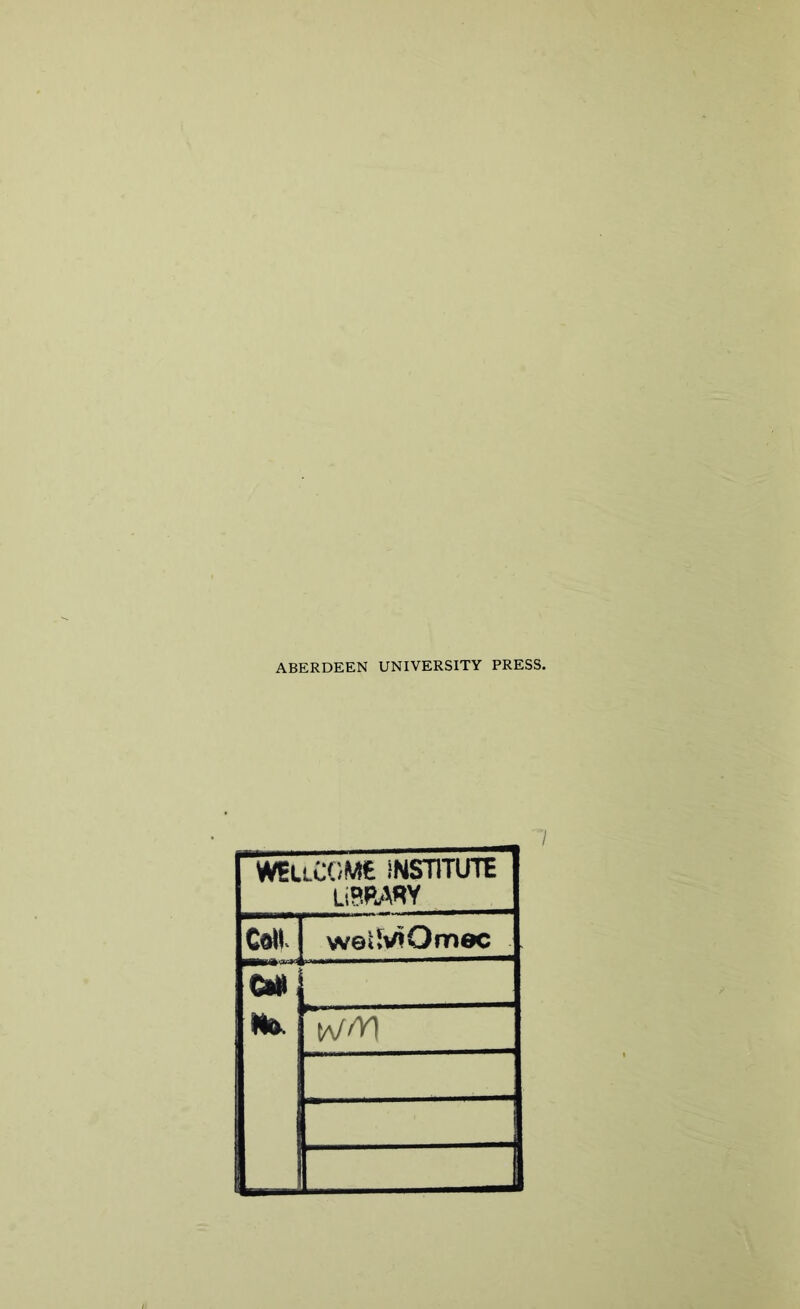 ABERDEEN UNIVERSITY PRESS.
WELLCOME INSTITUTE
LIBRARY
Coll. welMOmec
Call
No. WM